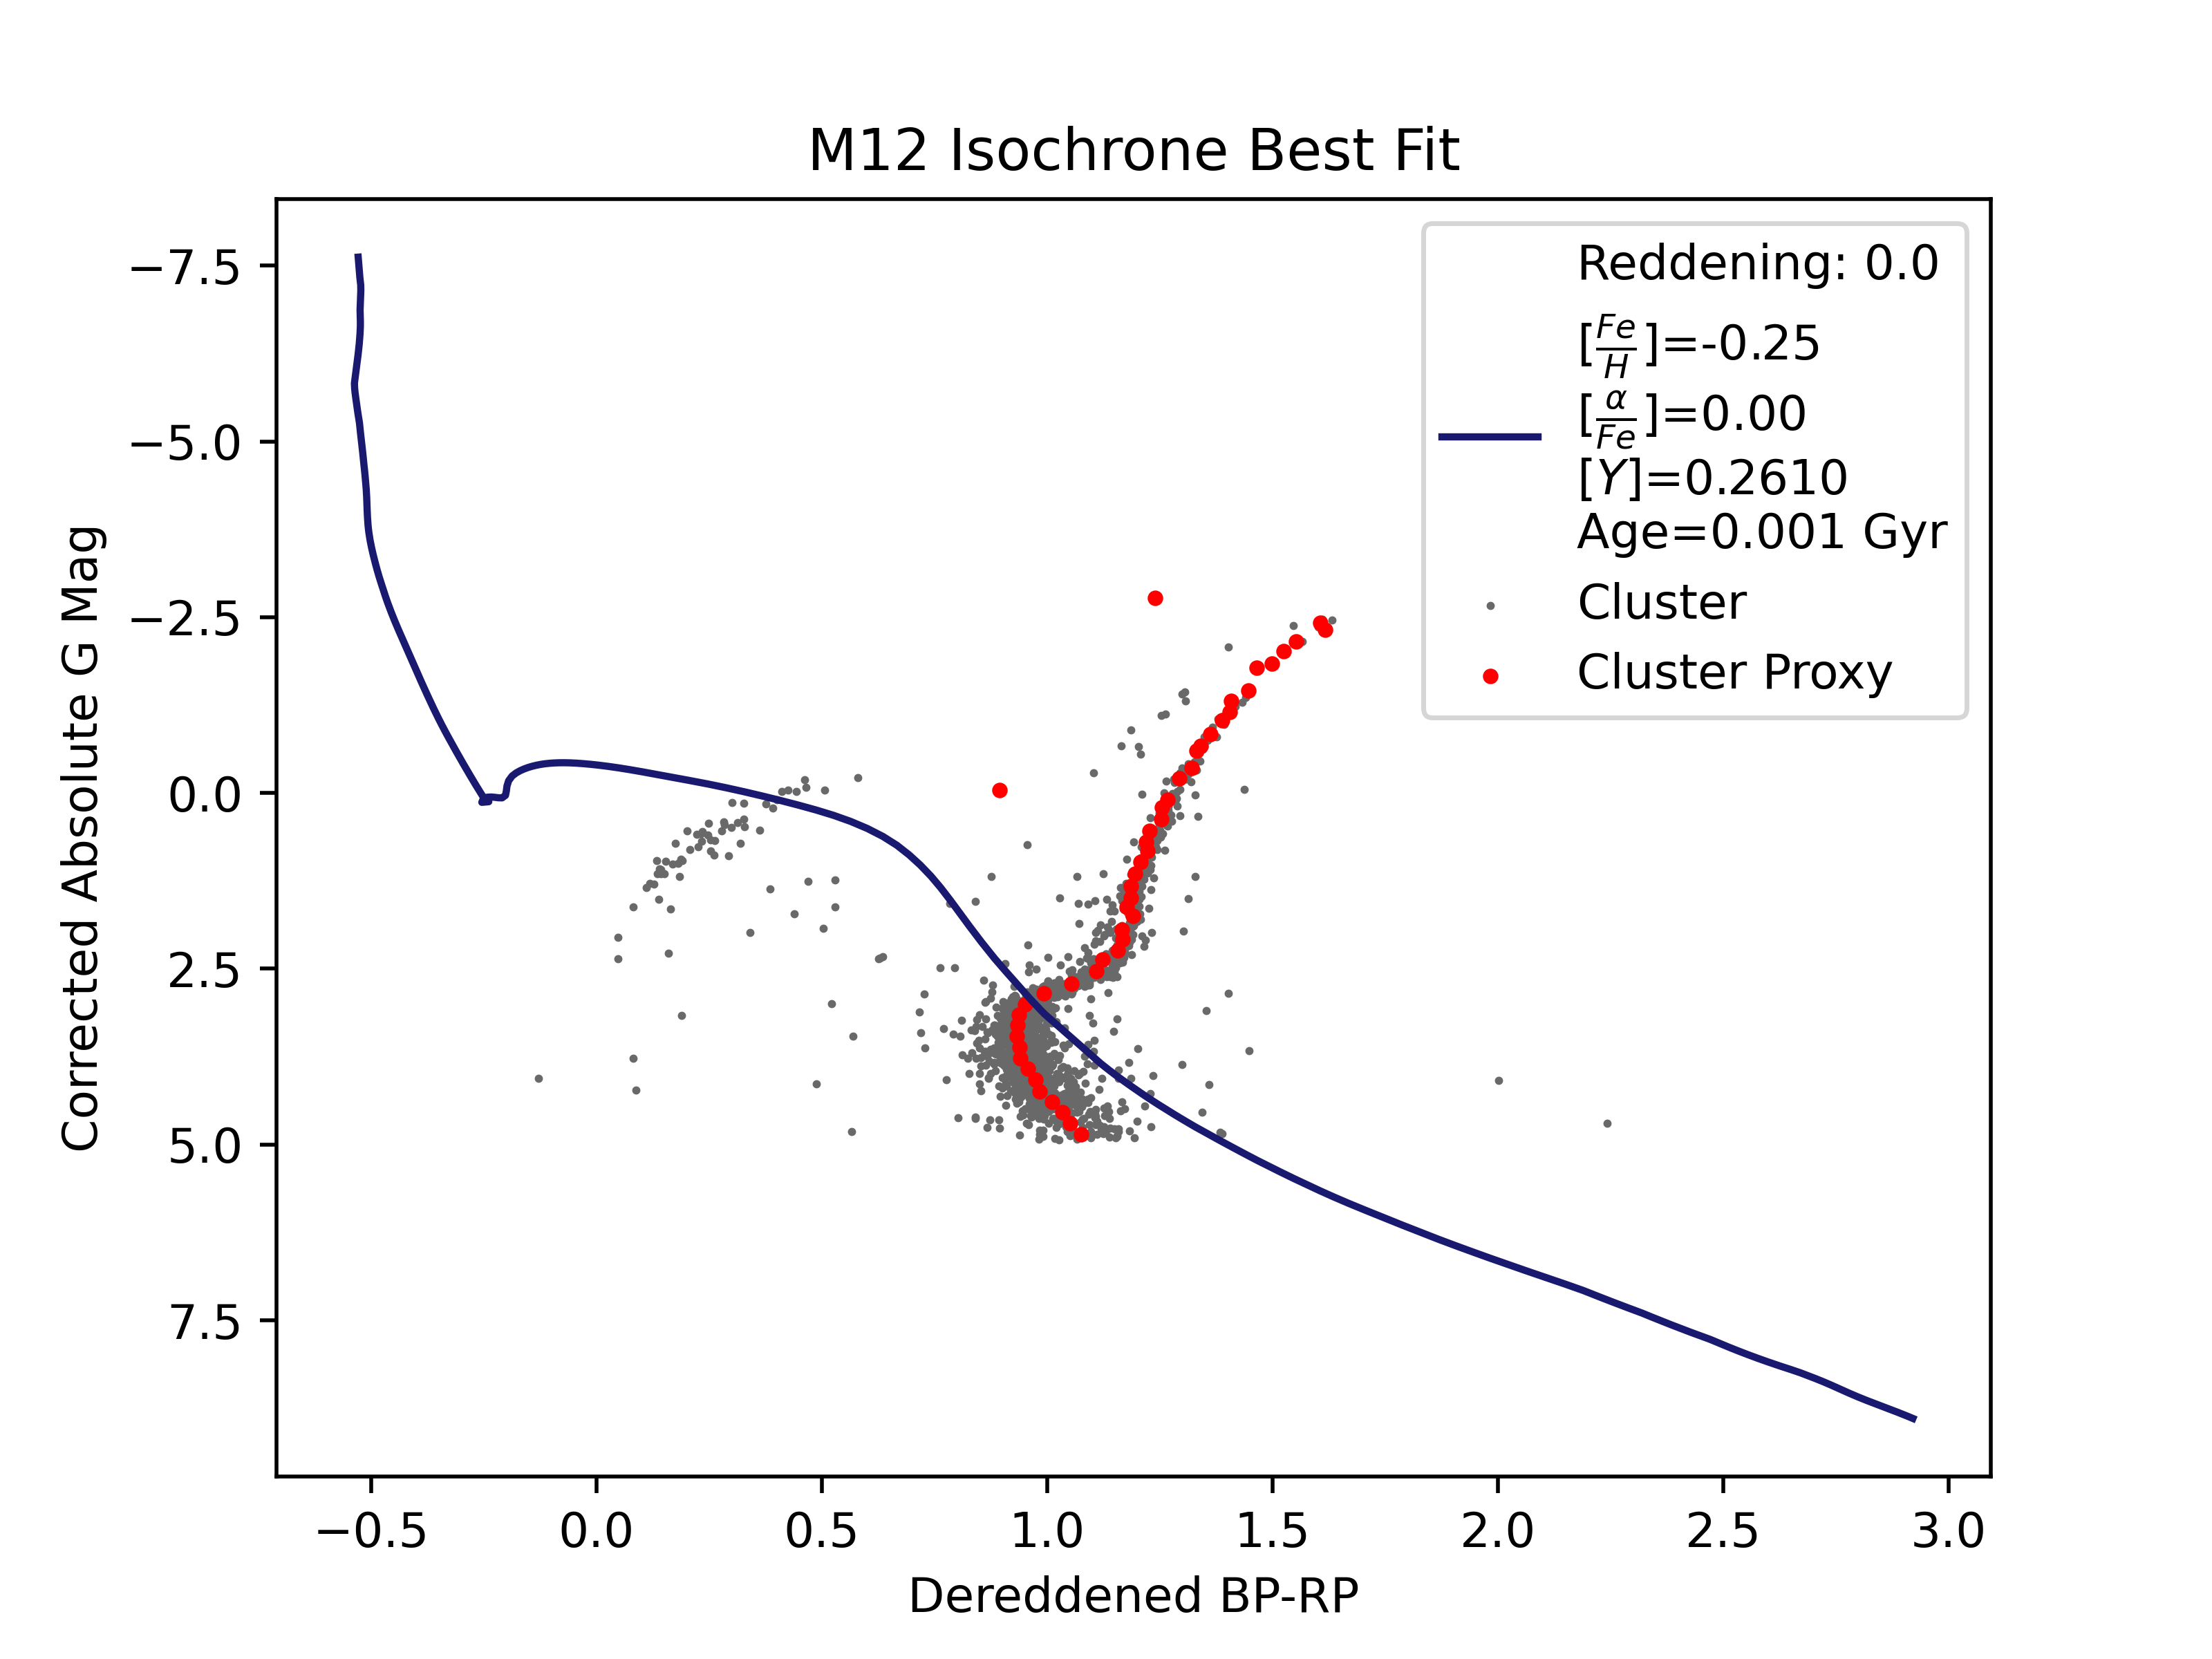 M12 Isochrone Best Fit
Reddening: 0.0
[Fe/H]=-0.25
[α/Fe]=0.00
[Y]=0.2610
Age=0.001 Gyr
Cluster
Cluster Proxy
−7.5
−5.0
−2.5
0.0
2.5
5.0
7.5
Corrected Absolute G Mag
−0.5 0.0 0.5 1.0 1.5 2.0 2.5 3.0
Dereddened BP-RP